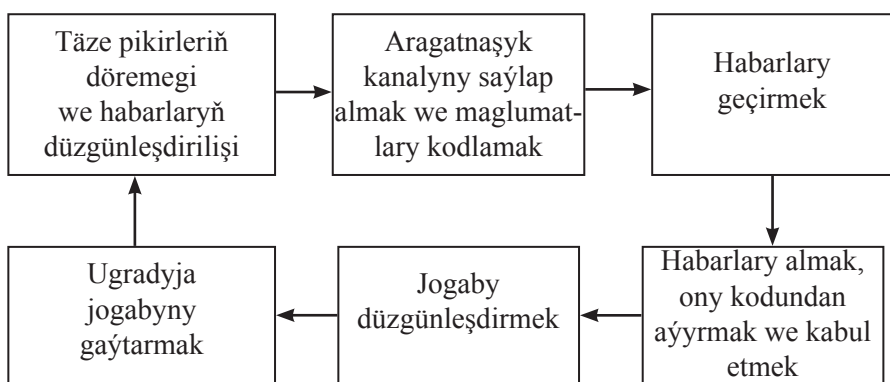 Täze pikirleriň
döremegi
we habarlaryň
düzgünleşdirilişi
Aragatnaşyk
kanalyny saýlap
almak we maglumat-
lary kodlamak
Habarlary
geçirmek
Habarlary almak,
ony kodundan
aýyrmak we kabul
etmek
Jogaby
düzgünleşdirmek
Ugradyja
jogabyny
gaýtarmak